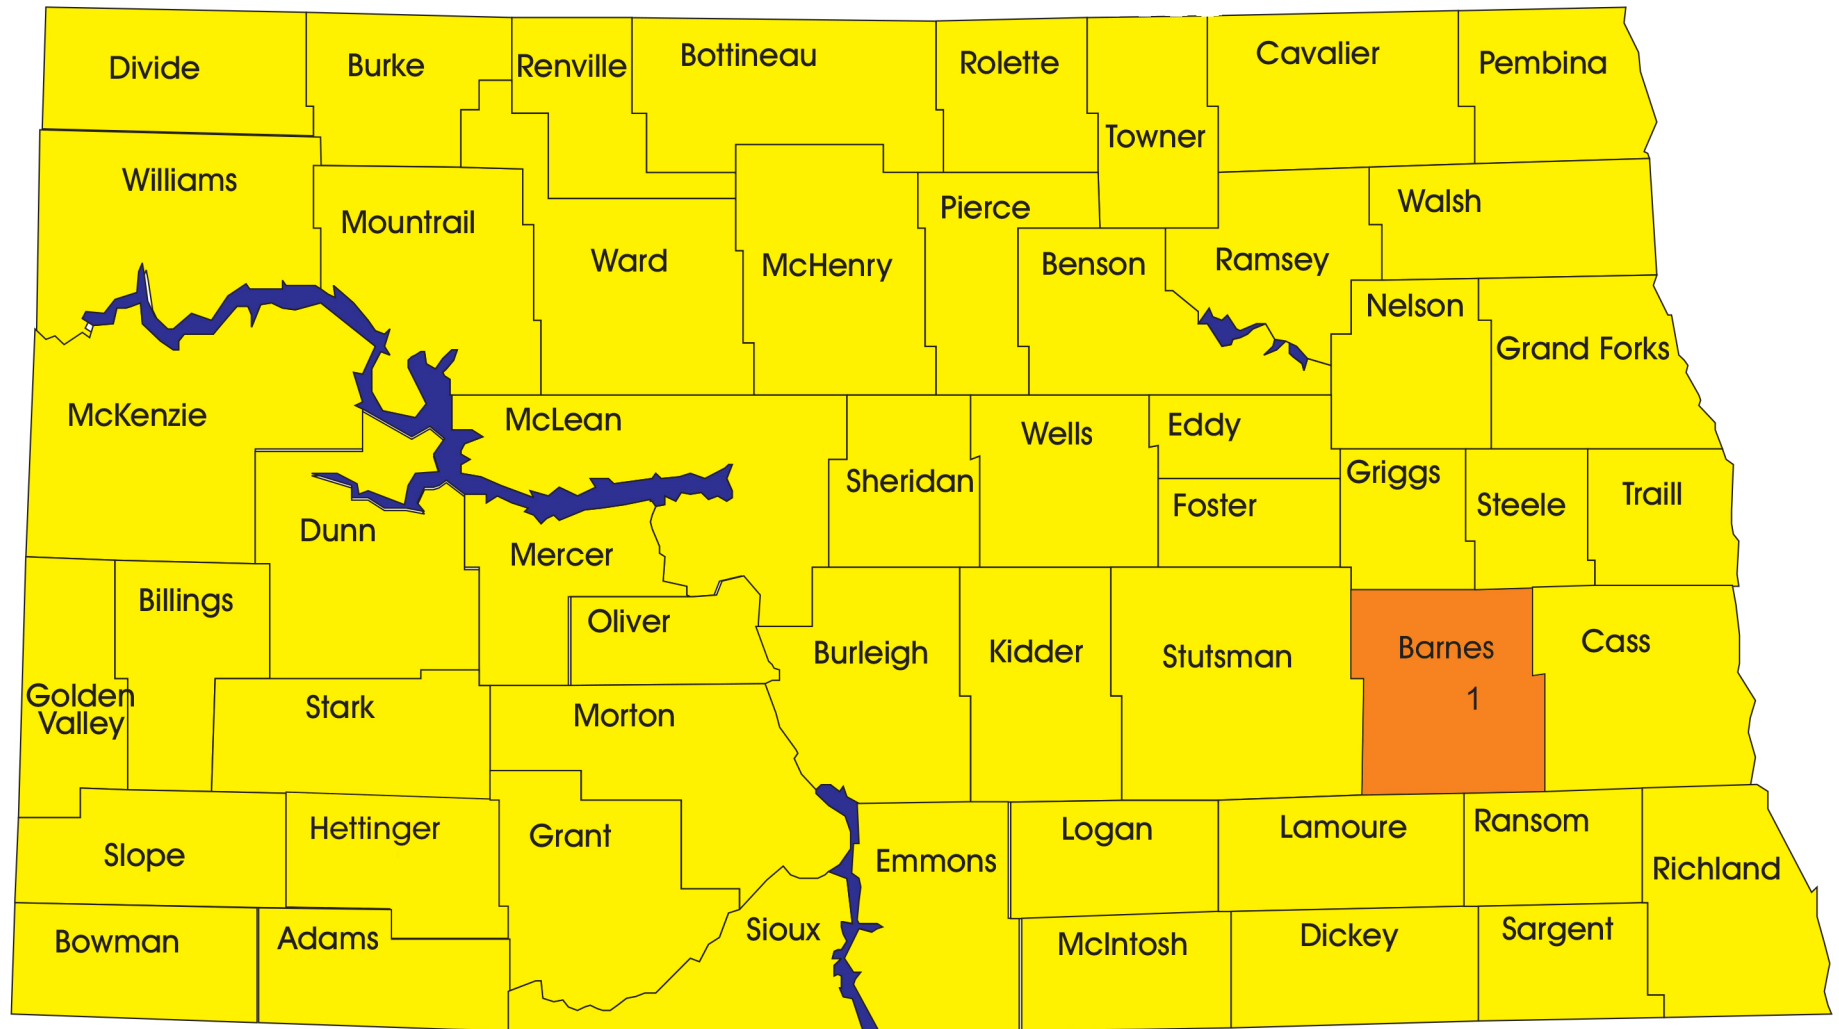 Divide
Burke
Renville
Bottineau
Rolette
Towner
Cavalier
Pembina
Williams
Mountrail
Ward
McHenry
Pierce
Benson
Ramsey
Walsh
Nelson
Grand Forks
McKenzie
McLean
Sheridan
Wells
Eddy
Foster
Griggs
Steele
Traill
Dunn
Mercer
Oliver
Billings
Golden
Valley
Stark
Morton
Burleigh
Kidder
Stutsman
Barnes
1
Cass
Slope
Hettinger
Grant
Emmons
Logan
Lamoure
Ransom
Richland
Bowman
Adams
Sioux
McIntosh
Dickey
Sargent